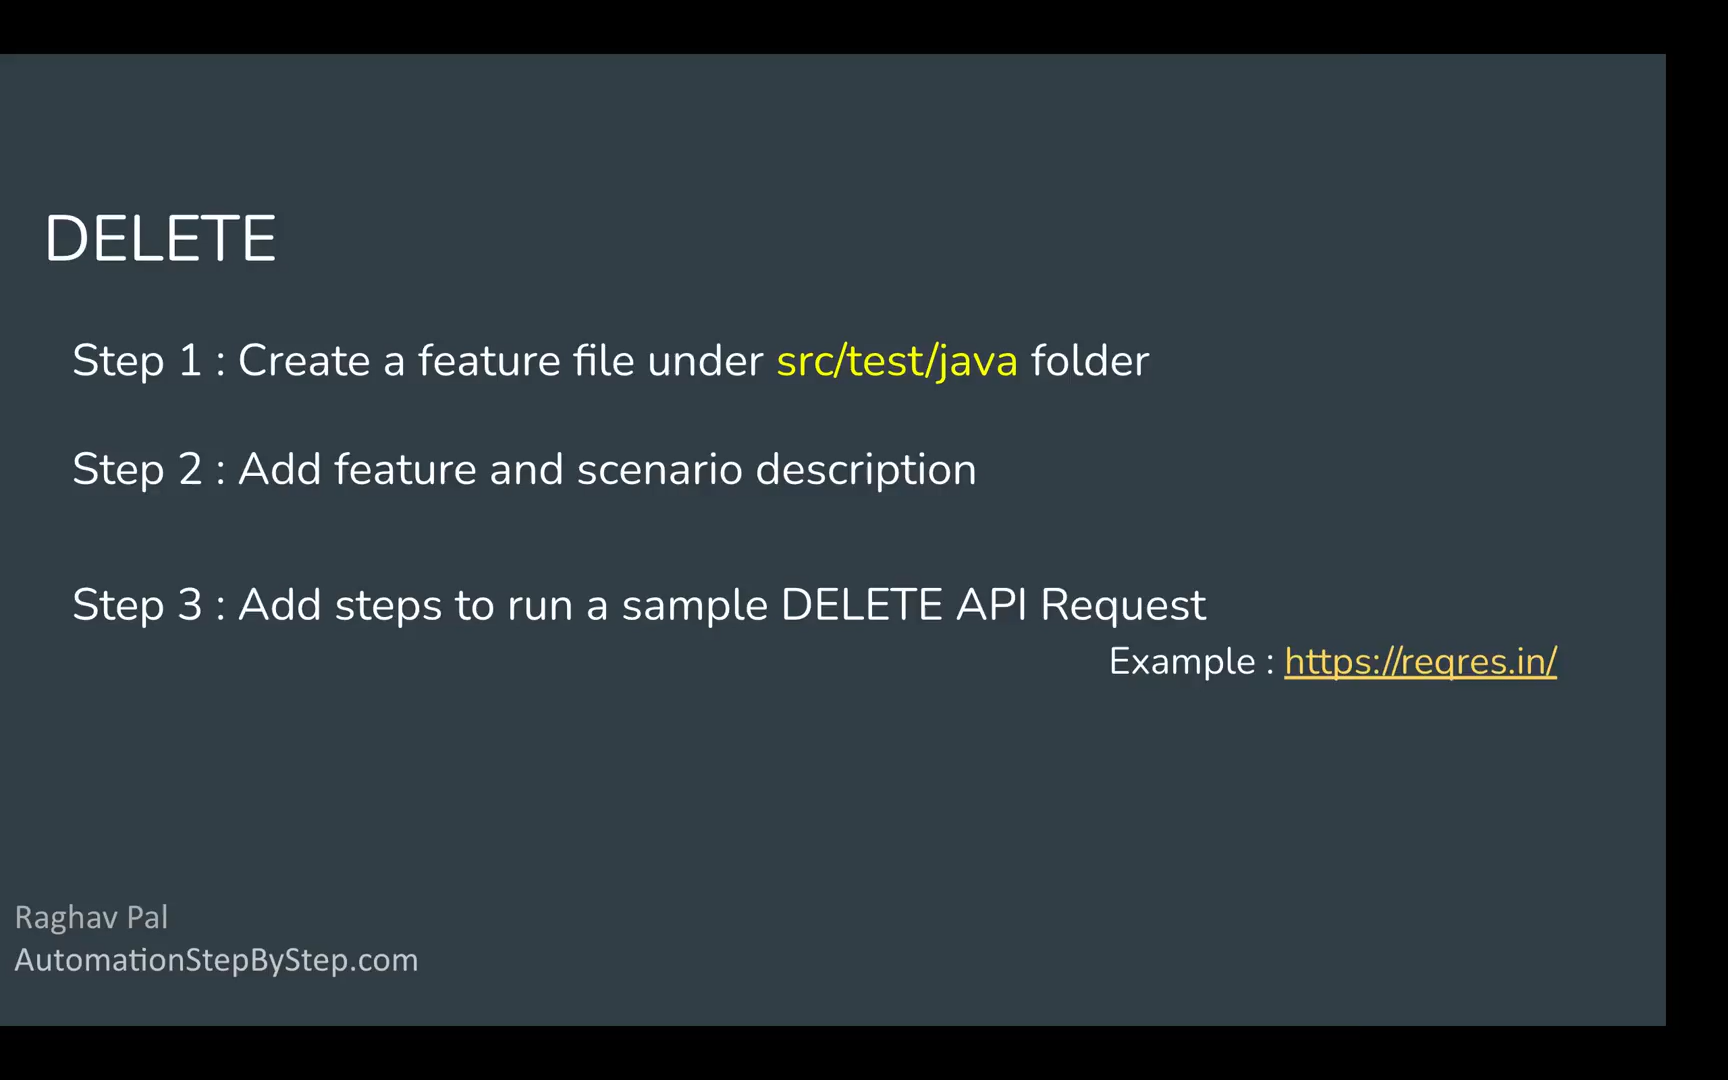 DELETE
Step 1 : Create a feature file under src/test/java folder
Step 2 : Add feature and scenario description
Step 3 : Add steps to run a sample DELETE API Request
Example : https://reqres.in/
Raghav Pal
AutomationStepByStep.com